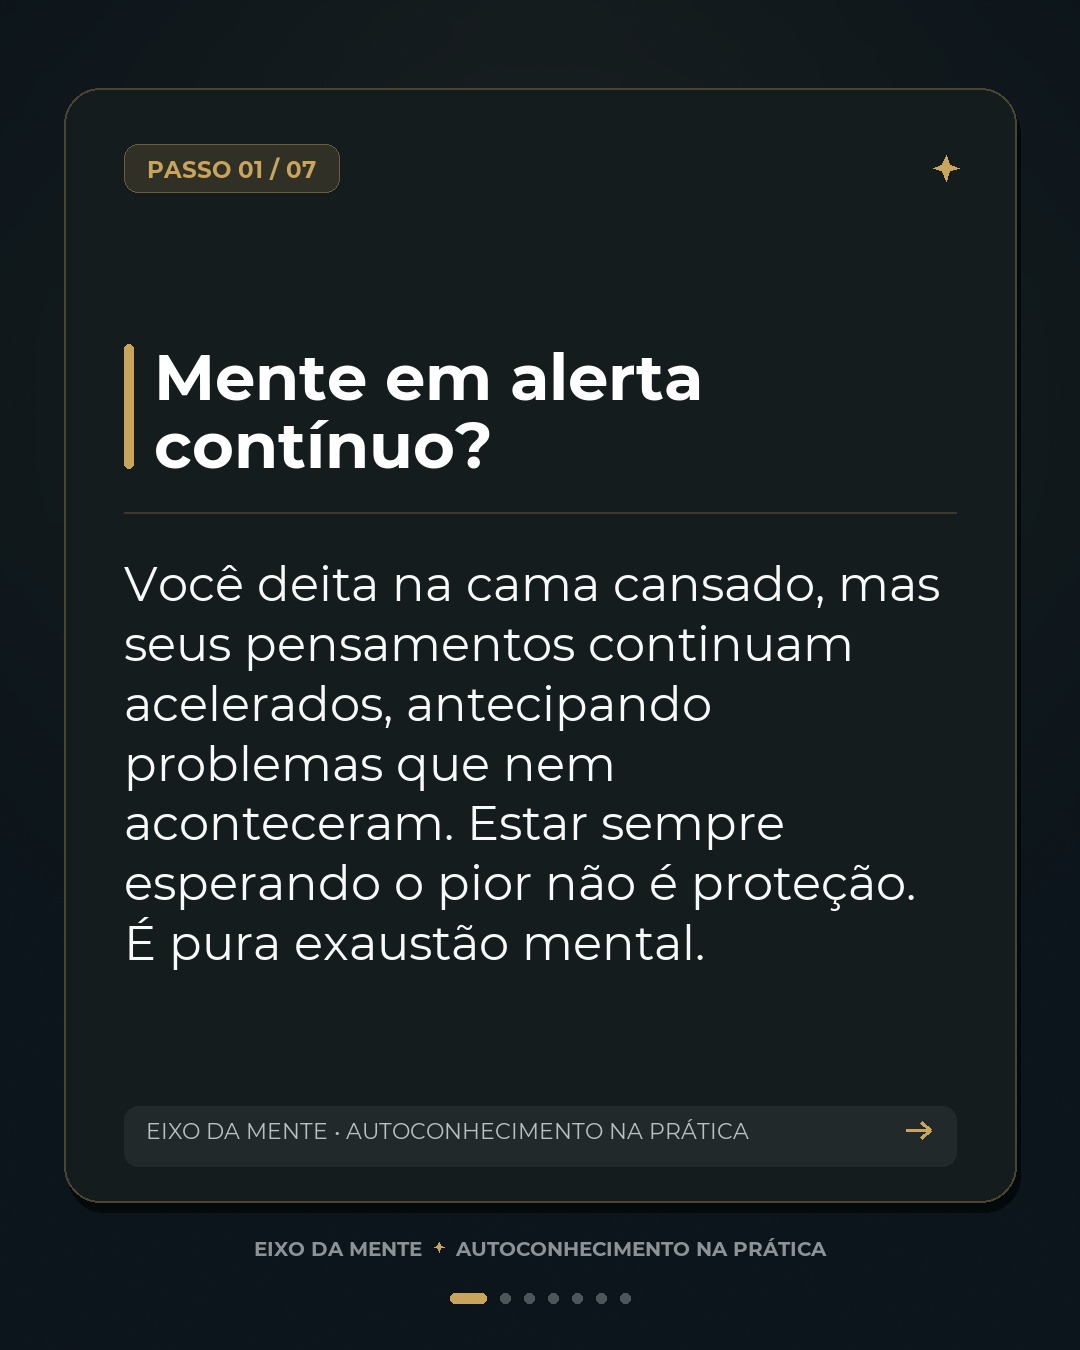 PASSO 01 / 07
Mente em alerta
contínuo?
Você deita na cama cansado, mas
seus pensamentos continuam
acelerados, antecipando
problemas que nem
aconteceram. Estar sempre
esperando o pior não é proteção.
É pura exaustão mental.
EIXO DA MENTE • AUTOCONHECIMENTO NA PRÁTICA
EIXO DA MENTE ✦ AUTOCONHECIMENTO NA PRÁTICA